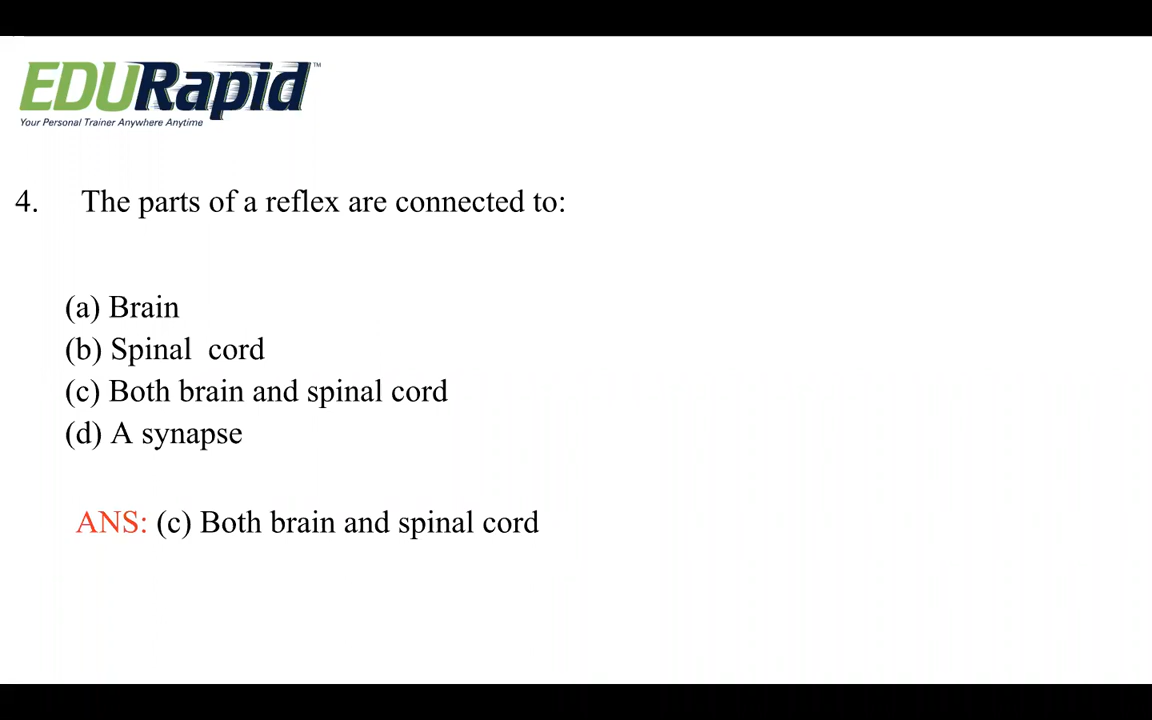 EDURapid™
Your Personal Trainer Anywhere Anytime
4. The parts of a reflex are connected to:
(a) Brain
(b) Spinal cord
(c) Both brain and spinal cord
(d) A synapse
ANS: (c) Both brain and spinal cord